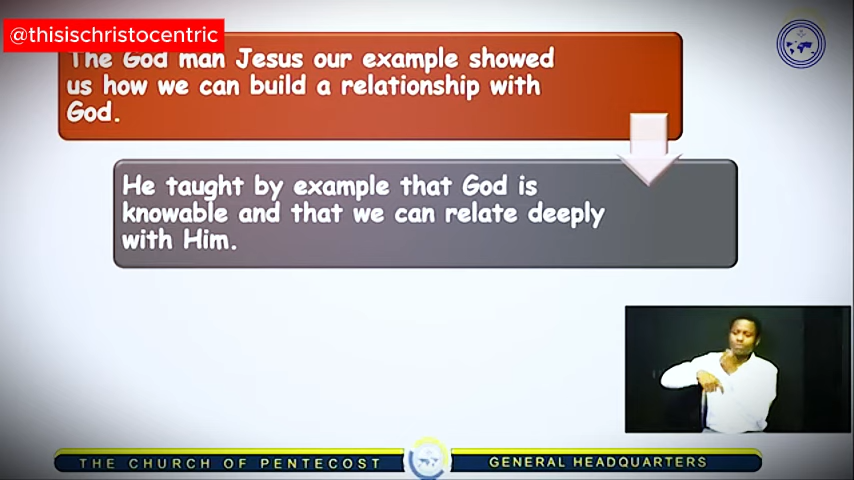 @thisischristocentric
The God man Jesus our example showed
us how we can build a relationship with
God.
He taught by example that God is
knowable and that we can relate deeply
with Him.
THE CHURCH OF PENTECOST
GENERAL HEADQUARTERS